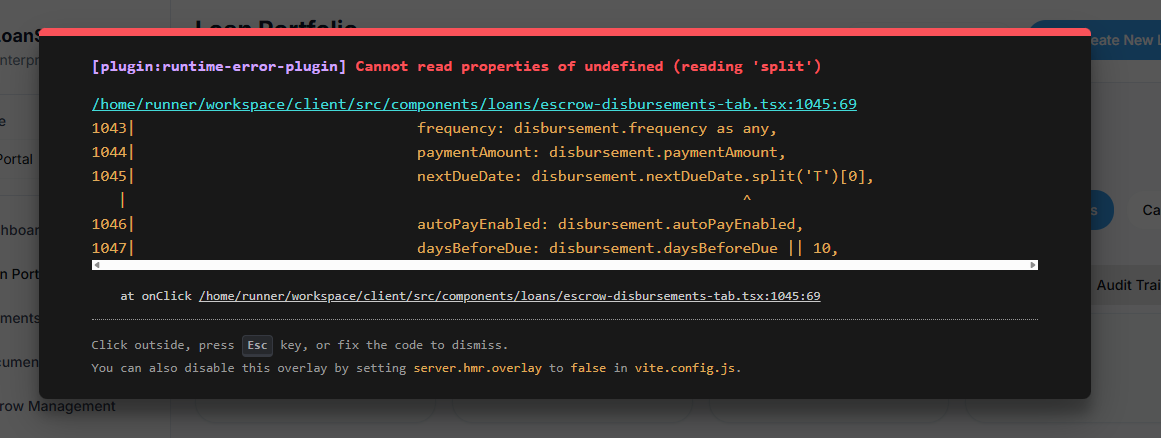 Loan Portfolio
LoanS
Enterpr
Create New L
[plugin:runtime-error-plugin] Cannot read properties of undefined (reading 'split')
/home/runner/workspace/client/src/components/loans/escrow-disbursements-tab.tsx:1045:69
1043| frequency: disbursement.frequency as any,
1044| paymentAmount: disbursement.paymentAmount,
1045| nextDueDate: disbursement.nextDueDate.split('T')[0],
| ^
1046| autoPayEnabled: disbursement.autoPayEnabled,
1047| daysBeforeDue: disbursement.daysBeforeDue || 10,
at onClick /home/runner/workspace/client/src/components/loans/escrow-disbursements-tab.tsx:1045:69
Click outside, press Esc key, or fix the code to dismiss.
You can also disable this overlay by setting server.hmr.overlay to false in vite.config.js.
e
Portal
s
Ca
hboar
n Port
Audit Trai
ments
cumen
row Management